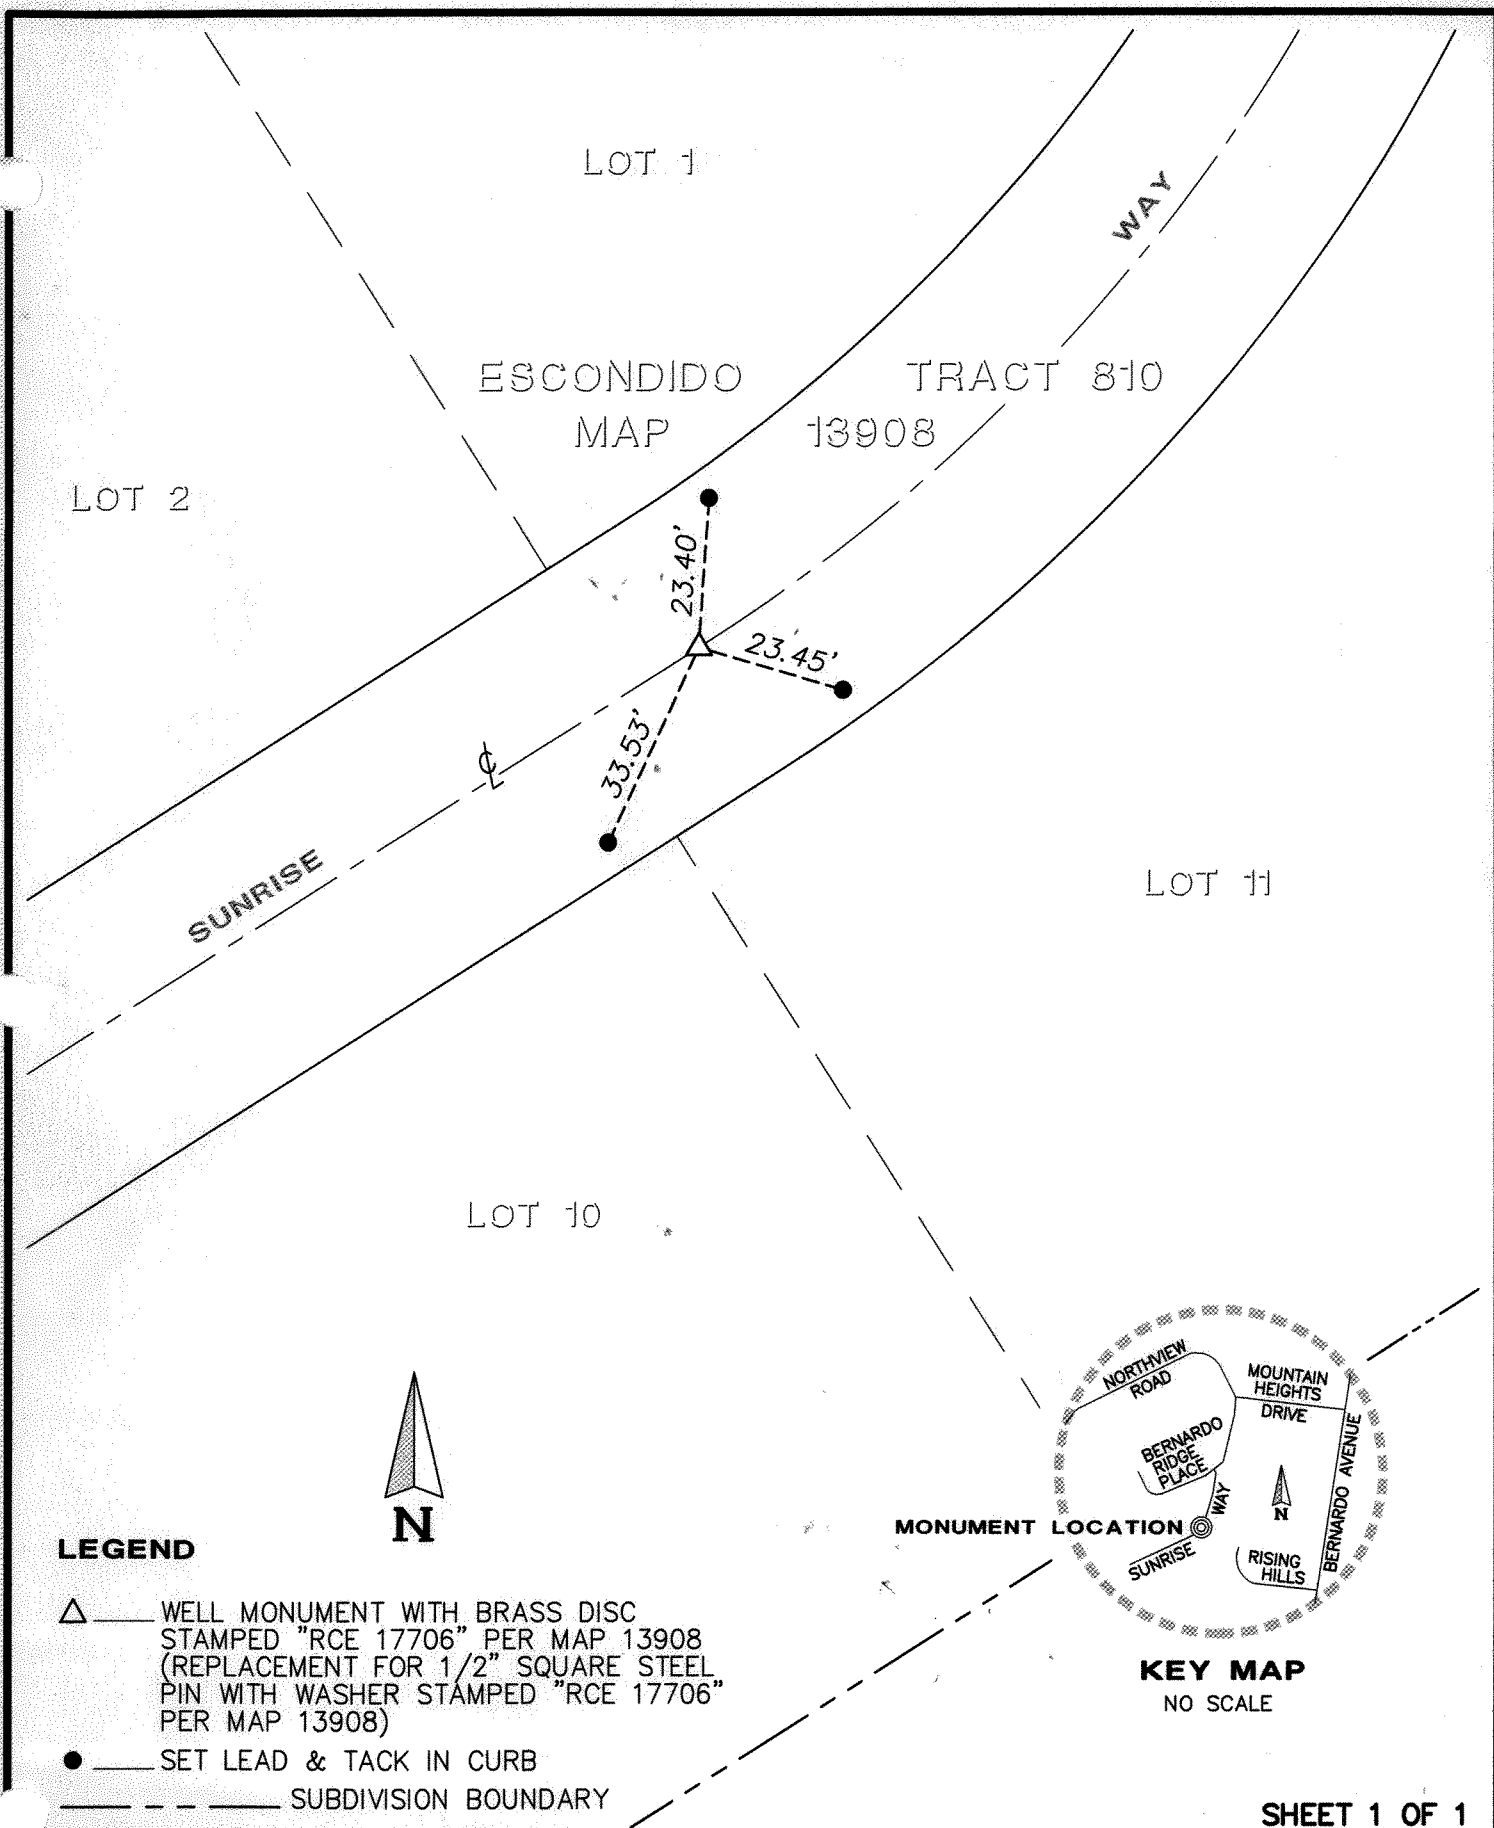 LOT 1
WAY
ESCONDIDO TRACT 810
MAP 13908
LOT 2
23.40'
23.45'
33.53'
℄
SUNRISE
LOT 11
LOT 10
N
NORTHVIEW
ROAD
MOUNTAIN
HEIGHTS
DRIVE
BERNARDO
RIDGE
PLACE
BERNARDO AVENUE
WAY
N
MONUMENT LOCATION
SUNRISE
RISING
HILLS
KEY MAP
NO SCALE
LEGEND
WELL MONUMENT WITH BRASS DISC
STAMPED "RCE 17706" PER MAP 13908
(REPLACEMENT FOR 1/2" SQUARE STEEL
PIN WITH WASHER STAMPED "RCE 17706"
PER MAP 13908)
SET LEAD & TACK IN CURB
SUBDIVISION BOUNDARY
SHEET 1 OF 1